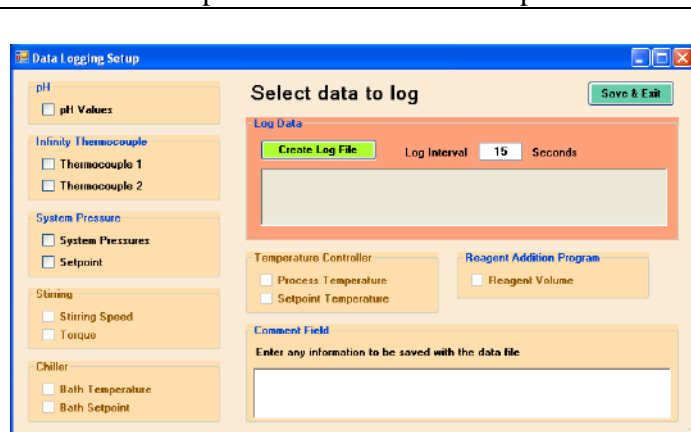 Data Logging Setup
pH
pH Values
Infinity Thermocouple
Thermocouple 1
Thermocouple 2
System Pressure
System Pressures
Setpoint
Stirring
Stirring Speed
Torque
Chiller
Bath Temperature
Bath Setpoint
Select data to log
Save & Exit
Log Data
Create Log File
Log Interval 15 Seconds
Temperature Controller
Process Temperature
Setpoint Temperature
Reagent Addition Program
Reagent Volume
Comment Field
Enter any information to be saved with the data file